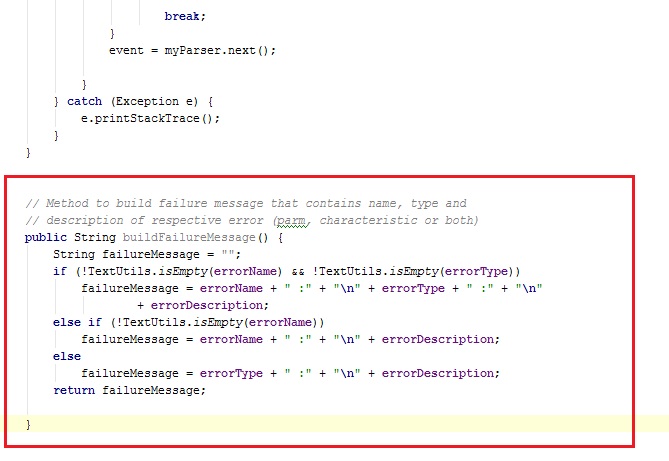 break;
}
event = myParser.next();
}
} catch (Exception e) {
e.printStackTrace();
}
}
// Method to build failure message that contains name, type and
// description of respective error (parm, characteristic or both)
public String buildFailureMessage() {
String failureMessage = "";
if (!TextUtils.isEmpty(errorName) && !TextUtils.isEmpty(errorType))
failureMessage = errorName + " :" + "\n" + errorType + " :" + "\n"
+ errorDescription;
else if (!TextUtils.isEmpty(errorName))
failureMessage = errorName + " :" + "\n" + errorDescription;
else
failureMessage = errorType + " :" + "\n" + errorDescription;
return failureMessage;
}